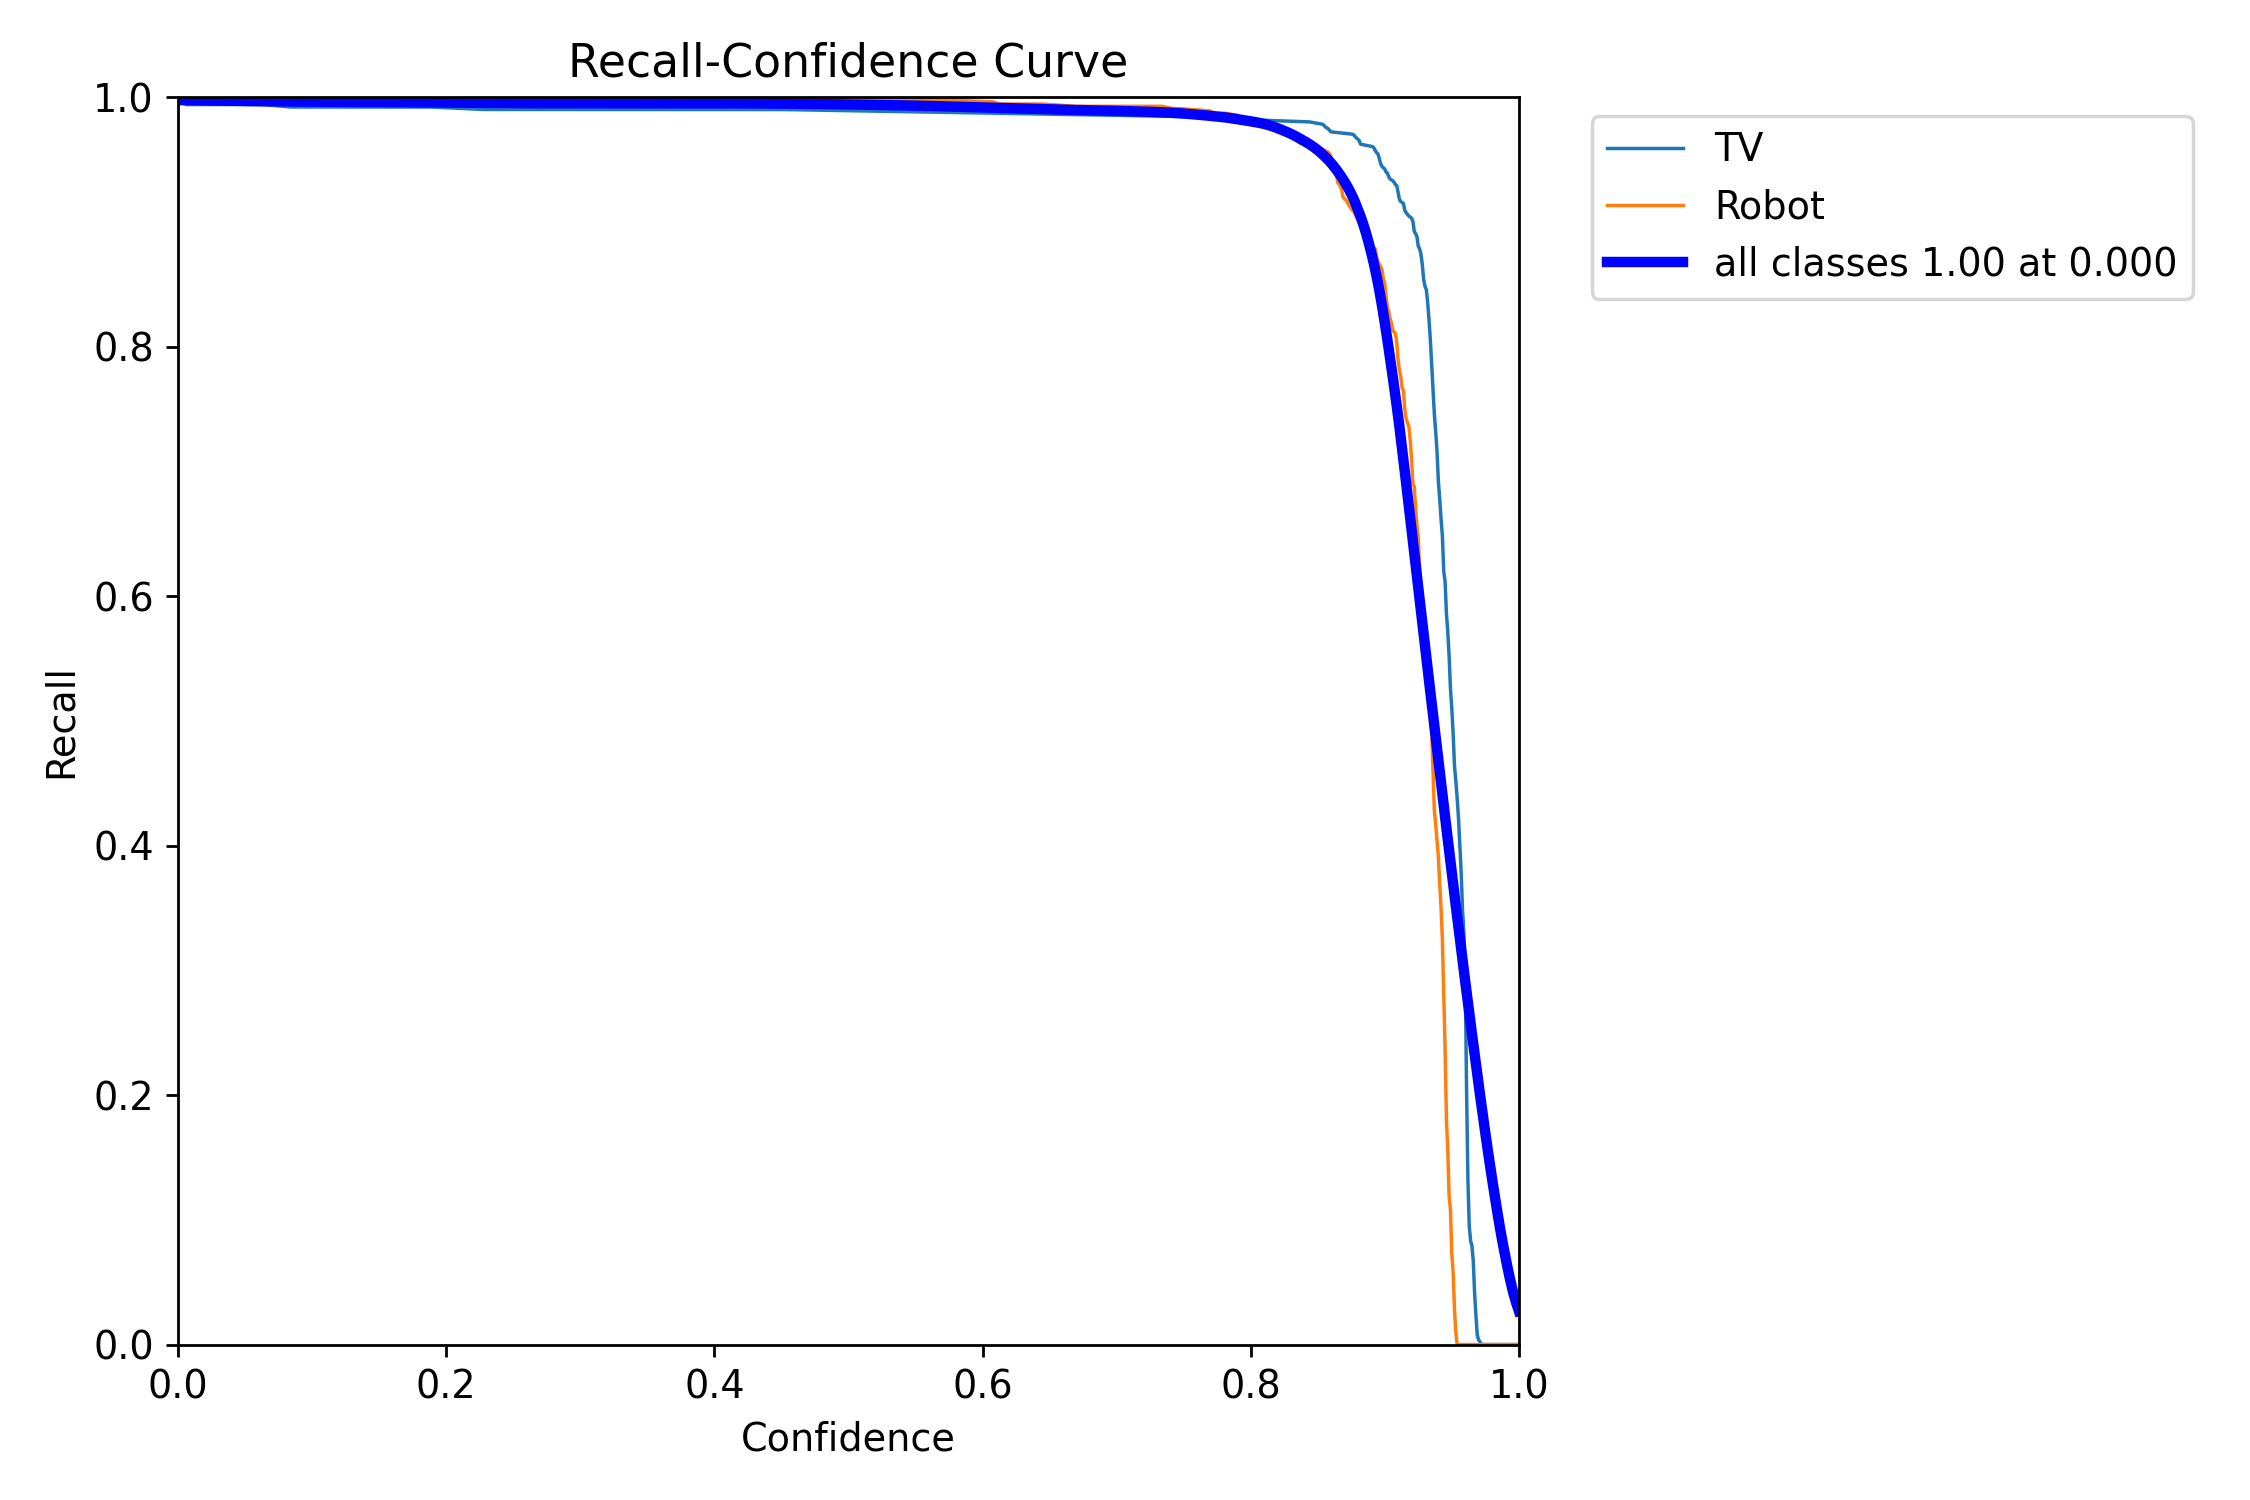 Recall-Confidence Curve
1.0
0.8
0.6
0.4
0.2
0.0
Recall
0.0 0.2 0.4 0.6 0.8 1.0
Confidence
TV
Robot
all classes 1.00 at 0.000